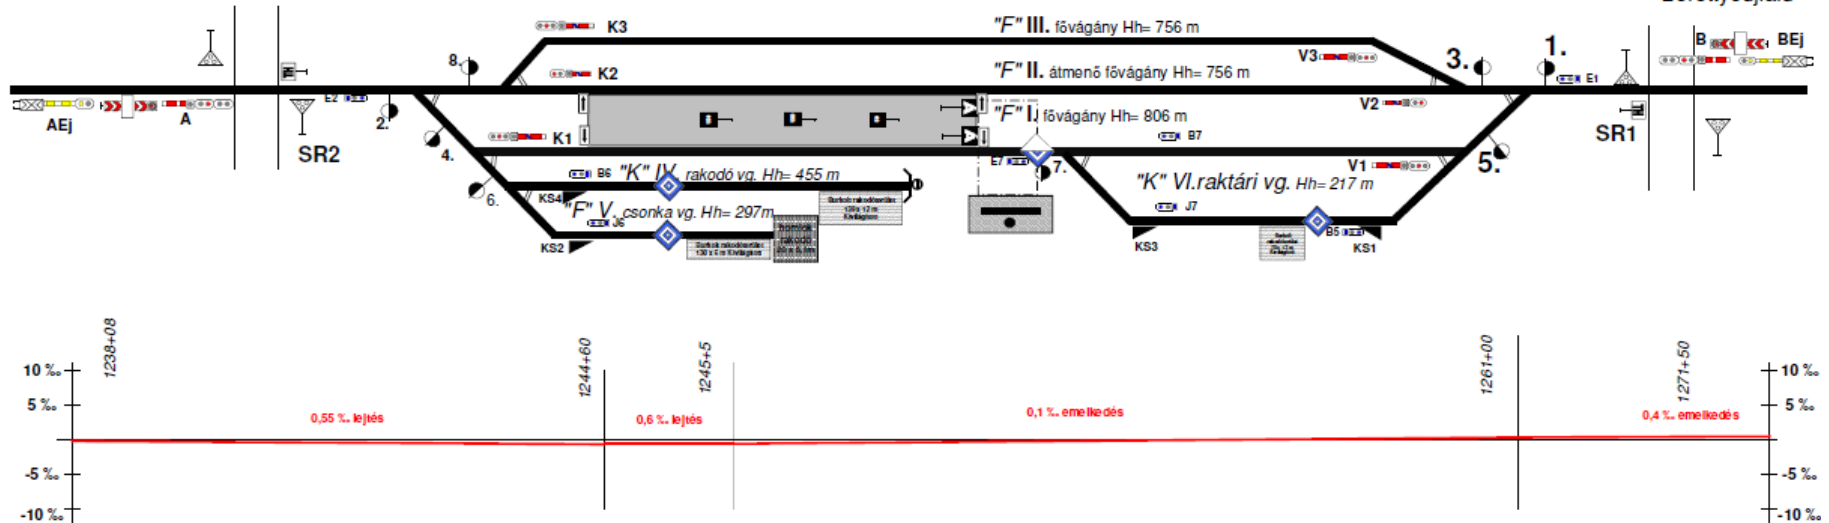 K3
"F" III. fővágány Hh= 756 m
B
BEj
8.
K2
"F" II. átmenő fővágány Hh= 756 m
V3
3.
1.
E1
AEj
A
E2
2.
SR2
4.
K1
"F" I. fővágány Hh= 806 m
V2
B7
SR1
E7
7.
V1
5.
B6
"K" IV. rakodó vg. Hh= 455 m
"K" VI.raktári vg. Hh= 217 m
6.
KS4
"F" V. csonka vg. Hh= 297m
J6
J7
KS2
KS3
B5
KS1
1238+08
1244+60
1245+5
1261+00
1271+50
10 ‰
10 ‰
5 ‰
5 ‰
0,55 ‰ lejtés
0,6 ‰ lejtés
0,1 ‰ emelkedés
0,4 ‰ emelkedés
-5 ‰
-5 ‰
-10 ‰
-10 ‰